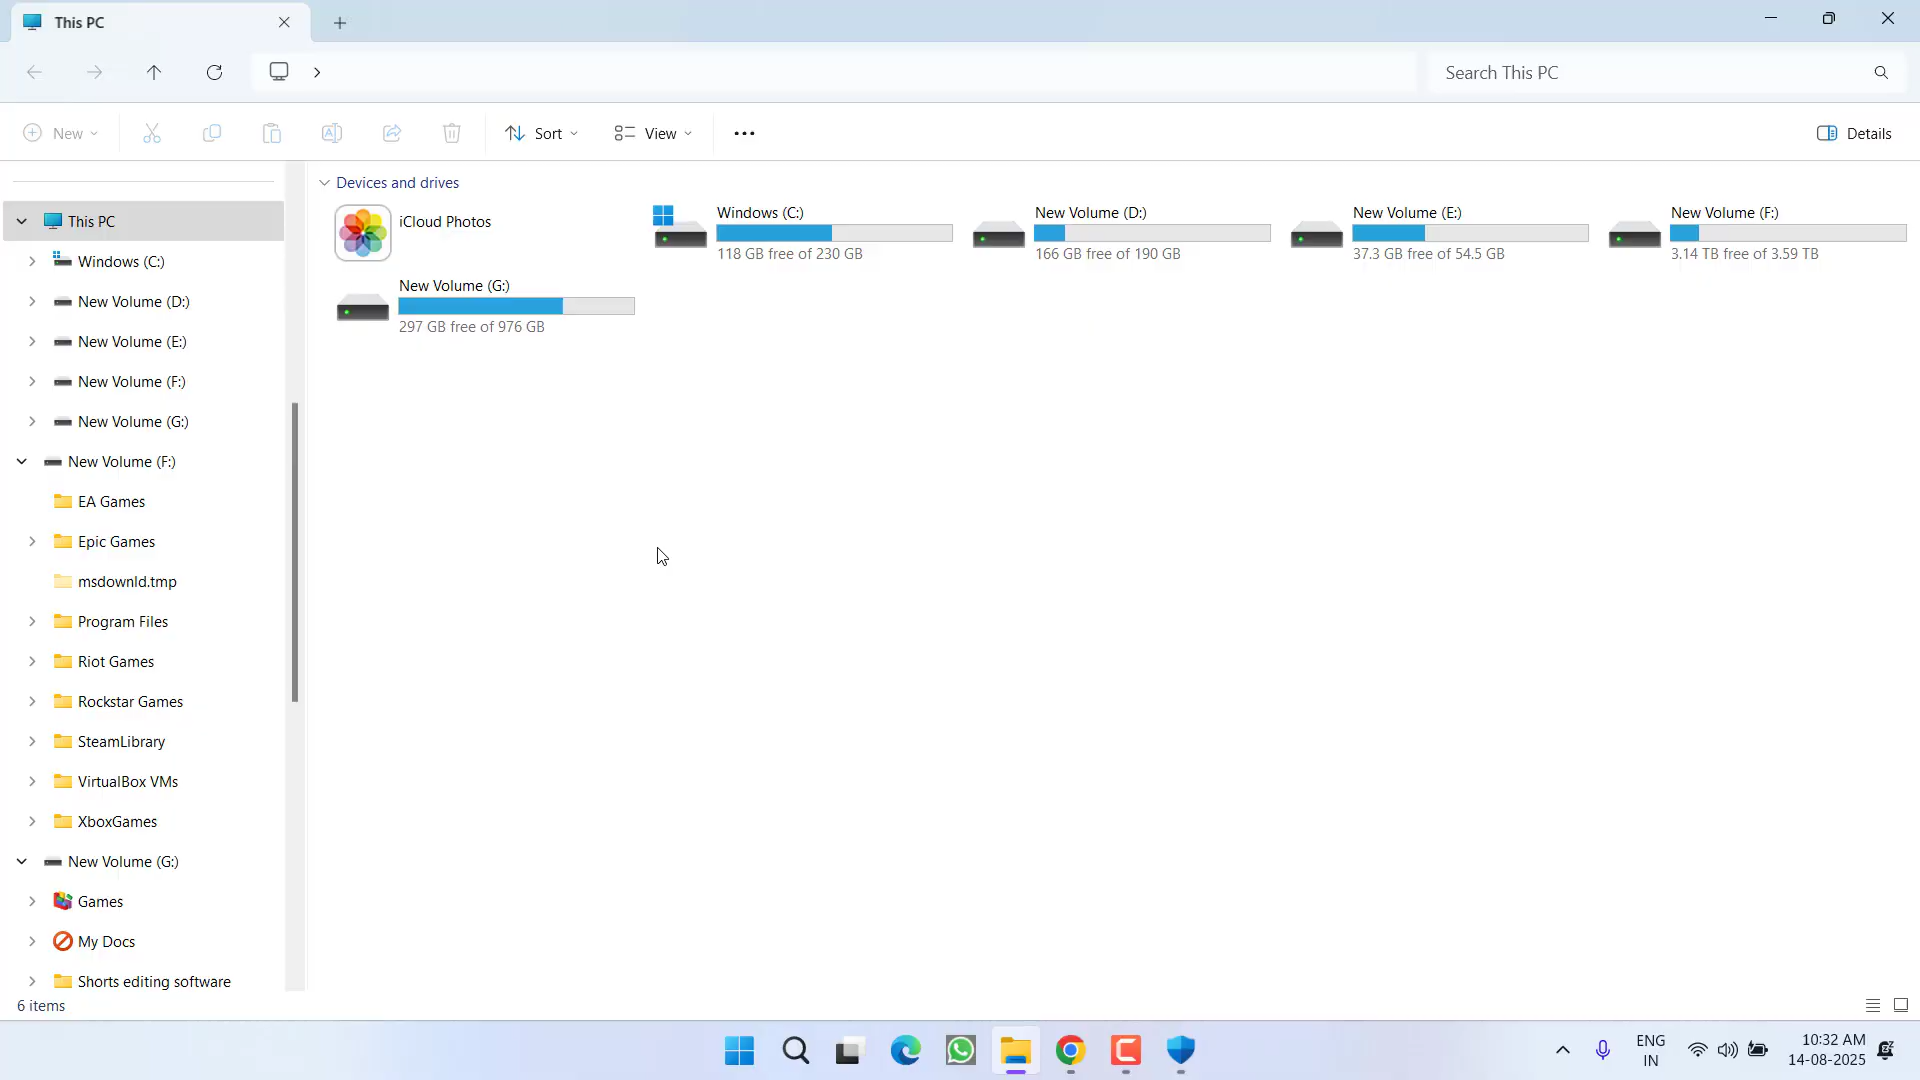 This PC
Search This PC
New
Sort
View
Details
Devices and drives
iCloud Photos
Windows (C:)
118 GB free of 230 GB
New Volume (D:)
166 GB free of 190 GB
New Volume (E:)
37.3 GB free of 54.5 GB
New Volume (F:)
3.14 TB free of 3.59 TB
New Volume (G:)
297 GB free of 976 GB
This PC
Windows (C:)
New Volume (D:)
New Volume (E:)
New Volume (F:)
New Volume (G:)
New Volume (F:)
EA Games
Epic Games
msdownld.tmp
Program Files
Riot Games
Rockstar Games
SteamLibrary
VirtualBox VMs
XboxGames
New Volume (G:)
Games
My Docs
Shorts editing software
6 items
ENG
IN
10:32 AM
14-08-2025